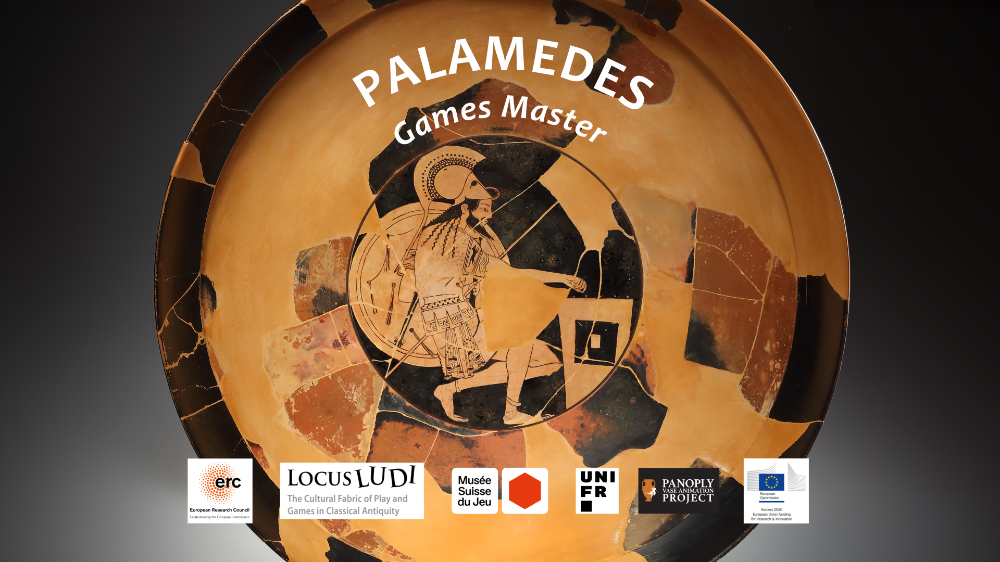 PALAMEDES
Games Master
erc
European Research Council
Established by the European Commission
LOCUS LUDI
The Cultural Fabric of Play and
Games in Classical Antiquity
Musée
Suisse
du Jeu
UNI
FR
PANOPLY
VASE ANIMATION
PROJECT
European
Commission
Horizon 2020
European Union funding
for Research & Innovation